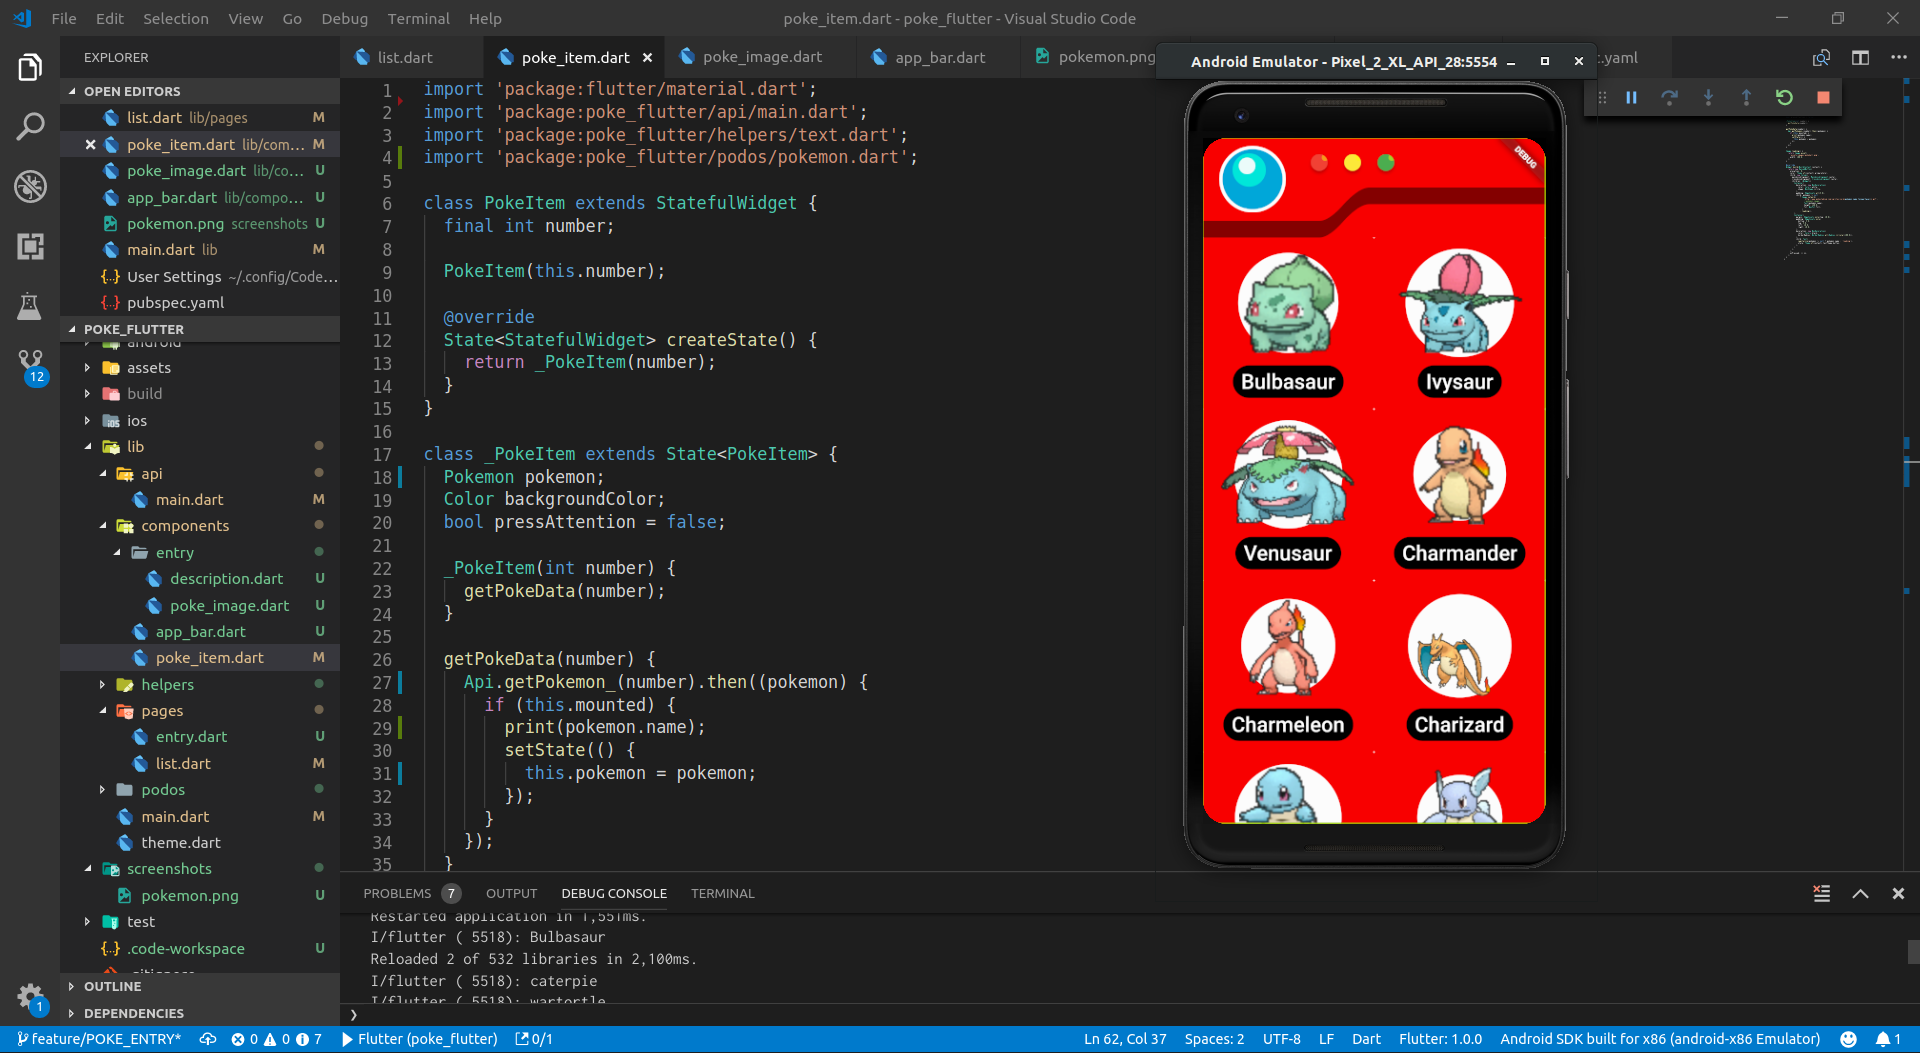 File Edit Selection View Go Debug Terminal Help
poke_item.dart - poke_flutter - Visual Studio Code
EXPLORER
OPEN EDITORS
list.dart lib/pages M
poke_item.dart lib/com... M
poke_image.dart lib/co... U
app_bar.dart lib/compo... U
pokemon.png screenshots U
main.dart lib M
{..} User Settings ~/.config/Code...
{..} pubspec.yaml
POKE_FLUTTER
android
assets
build
ios
lib
api
main.dart M
components
entry
description.dart U
poke_image.dart U
app_bar.dart U
poke_item.dart M
helpers
pages
entry.dart U
list.dart M
podos
main.dart M
theme.dart
screenshots
pokemon.png U
test
{..} .code-workspace U
OUTLINE
DEPENDENCIES
12
1
list.dart poke_item.dart poke_image.dart app_bar.dart pokemon.png .yaml
1 import 'package:flutter/material.dart';
2 import 'package:poke_flutter/api/main.dart';
3 import 'package:poke_flutter/helpers/text.dart';
4 import 'package:poke_flutter/podos/pokemon.dart';
5
6 class PokeItem extends StatefulWidget {
7 final int number;
8
9 PokeItem(this.number);
10
11 @override
12 State<StatefulWidget> createState() {
13 return _PokeItem(number);
14 }
15 }
16
17 class _PokeItem extends State<PokeItem> {
18 Pokemon pokemon;
19 Color backgroundColor;
20 bool pressAttention = false;
21
22 _PokeItem(int number) {
23 getPokeData(number);
24 }
25
26 getPokeData(number) {
27 Api.getPokemon_(number).then((pokemon) {
28 if (this.mounted) {
29 print(pokemon.name);
30 setState(() {
31 this.pokemon = pokemon;
32 });
33 }
34 });
35 }
Android Emulator - Pixel_2_XL_API_28:5554
DEBUG
Bulbasaur Ivysaur
Venusaur Charmander
Charmeleon Charizard
PROBLEMS 7 OUTPUT DEBUG CONSOLE TERMINAL
Restarted application in 1,551ms.
I/flutter ( 5518): Bulbasaur
Reloaded 2 of 532 libraries in 2,100ms.
I/flutter ( 5518): caterpie
I/flutter ( 5518): wartortle
feature/POKE_ENTRY* 0 0 7 Flutter (poke_flutter) 0/1 Ln 62, Col 37 Spaces: 2 UTF-8 LF Dart Flutter: 1.0.0 Android SDK built for x86 (android-x86 Emulator) 1